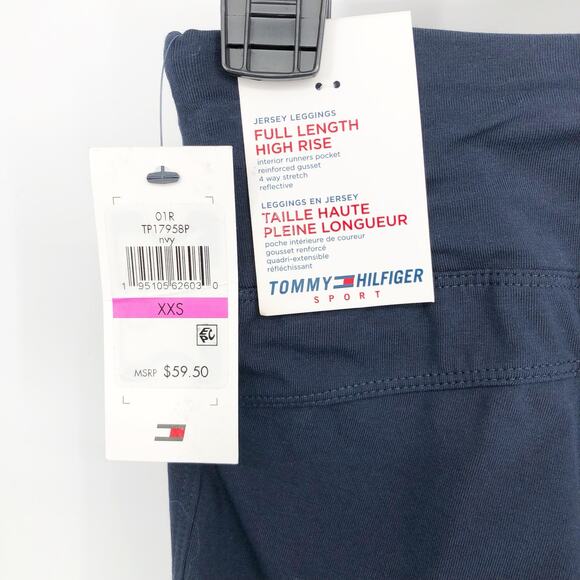 01R
TP17958P
nvy
1 95105 62603 0
XXS
MSRP $59.50
JERSEY LEGGINGS
FULL LENGTH
HIGH RISE
interior runners pocket
reinforced gusset
4 way stretch
reflective
LEGGINGS EN JERSEY
TAILLE HAUTE
PLEINE LONGUEUR
poche intérieure de coureur
gousset renforcé
quadri-extensible
réfléchissant
TOMMY HILFIGER
SPORT